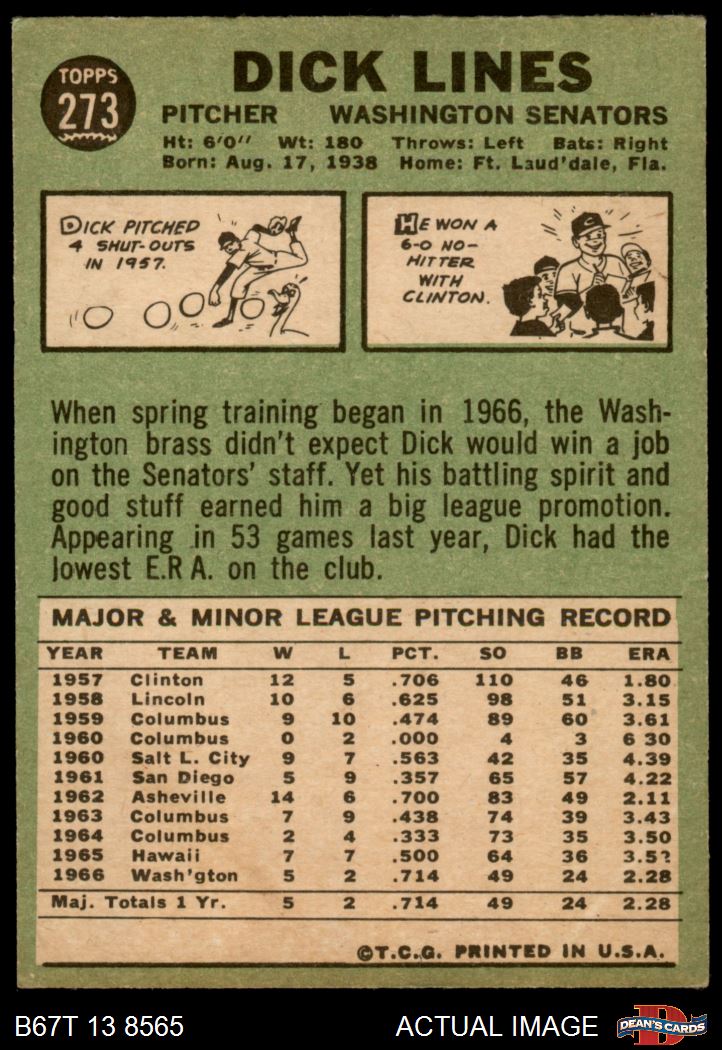 TOPPS
273
DICK LINES
PITCHER WASHINGTON SENATORS
Ht: 6'0" Wt: 180 Throws: Left Bats: Right
Born: Aug. 17, 1938 Home: Ft. Laud'dale, Fla.
DICK PITCHED
4 SHUT-OUTS
IN 1957.
HE WON A
6-0 NO-
HITTER
WITH
CLINTON.
When spring training began in 1966, the Wash-
ington brass didn't expect Dick would win a job
on the Senators' staff. Yet his battling spirit and
good stuff earned him a big league promotion.
Appearing in 53 games last year, Dick had the
lowest E.R A. on the club.
MAJOR & MINOR LEAGUE PITCHING RECORD
YEAR TEAM W L PCT. SO BB ERA
1957 Clinton 12 5 .706 110 46 1.80
1958 Lincoln 10 6 .625 98 51 3.15
1959 Columbus 9 10 .474 89 60 3.61
1960 Columbus 0 2 .000 4 3 6 30
1960 Salt L. City 9 7 .563 42 35 4.39
1961 San Diego 5 9 .357 65 57 4.22
1962 Asheville 14 6 .700 83 49 2.11
1963 Columbus 7 9 .438 74 39 3.43
1964 Columbus 2 4 .333 73 35 3.50
1965 Hawaii 7 7 .500 64 36
1966 Wash'gton 5 2 .714 49 24 2.28
Maj. Totals 1 Yr. 5 2 .714 49 24 2.28
©T.C.G. PRINTED IN U.S.A.
B67T 13 8565 ACTUAL IMAGE D DEAN'S CARDS